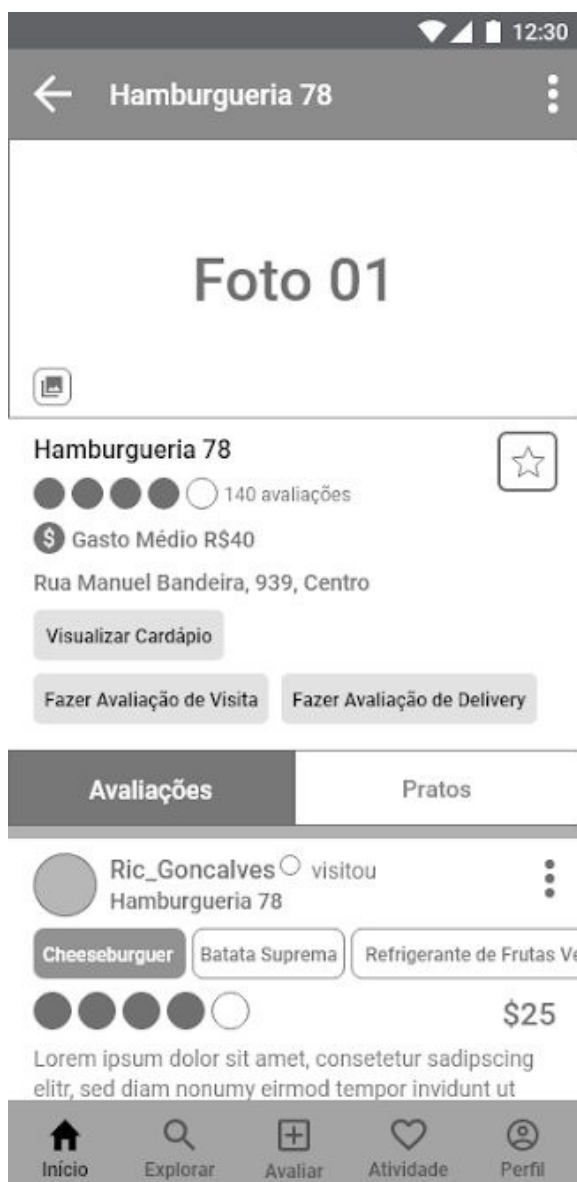 12:30
Hamburgueria 78
Foto 01
Hamburgueria 78
140 avaliações
$ Gasto Médio R$40
Rua Manuel Bandeira, 939, Centro
Visualizar Cardápio
Fazer Avaliação de Visita Fazer Avaliação de Delivery
Avaliações Pratos
Ric_Goncalves visitou
Hamburgueria 78
Cheeseburguer Batata Suprema Refrigerante de Frutas Ve
$25
Lorem ipsum dolor sit amet, consetetur sadipscing
elitr, sed diam nonumy eirmod tempor invidunt ut
Início Explorar Avaliar Atividade Perfil